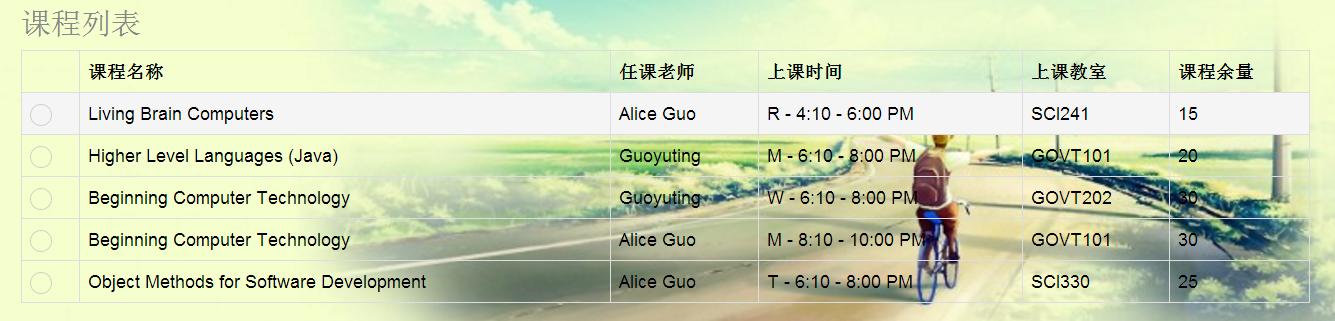 课程列表
课程名称 任课老师 上课时间 上课教室 课程余量
Living Brain Computers Alice Guo R - 4:10 - 6:00 PM SCI241 15
Higher Level Languages (Java) Guoyuting M - 6:10 - 8:00 PM GOVT101 20
Beginning Computer Technology Guoyuting W - 6:10 - 8:00 PM GOVT202 30
Beginning Computer Technology Alice Guo M - 8:10 - 10:00 PM GOVT101 30
Object Methods for Software Development Alice Guo T - 6:10 - 8:00 PM SCI330 25